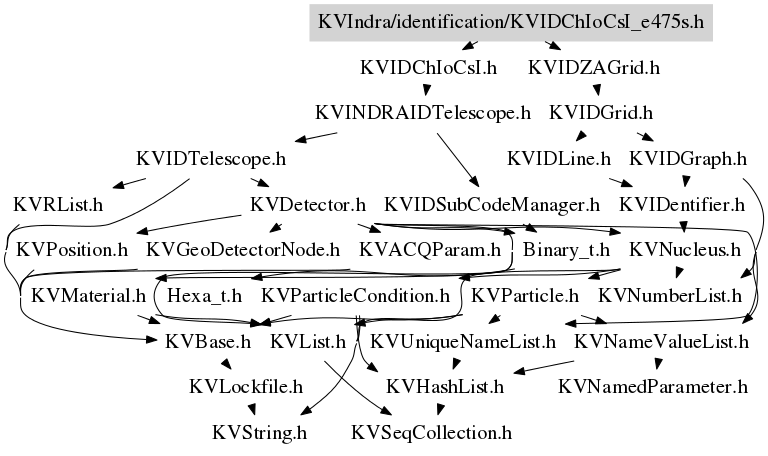 KVIndra/identification/KVIDChIoCsI_e475s.h
KVIDChIoCsI.h
KVIDZAGrid.h
KVINDRAIDTelescope.h
KVIDGrid.h
KVIDTelescope.h
KVIDLine.h
KVIDGraph.h
KVRList.h
KVDetector.h
KVIDSubCodeManager.h
KVIDentifier.h
KVPosition.h
KVGeoDetectorNode.h
KVACQParam.h
Binary_t.h
KVNucleus.h
KVMaterial.h
Hexa_t.h
KVParticleCondition.h
KVParticle.h
KVNumberList.h
KVBase.h
KVList.h
KVUniqueNameList.h
KVNameValueList.h
KVLockfile.h
KVHashList.h
KVNamedParameter.h
KVString.h
KVSeqCollection.h